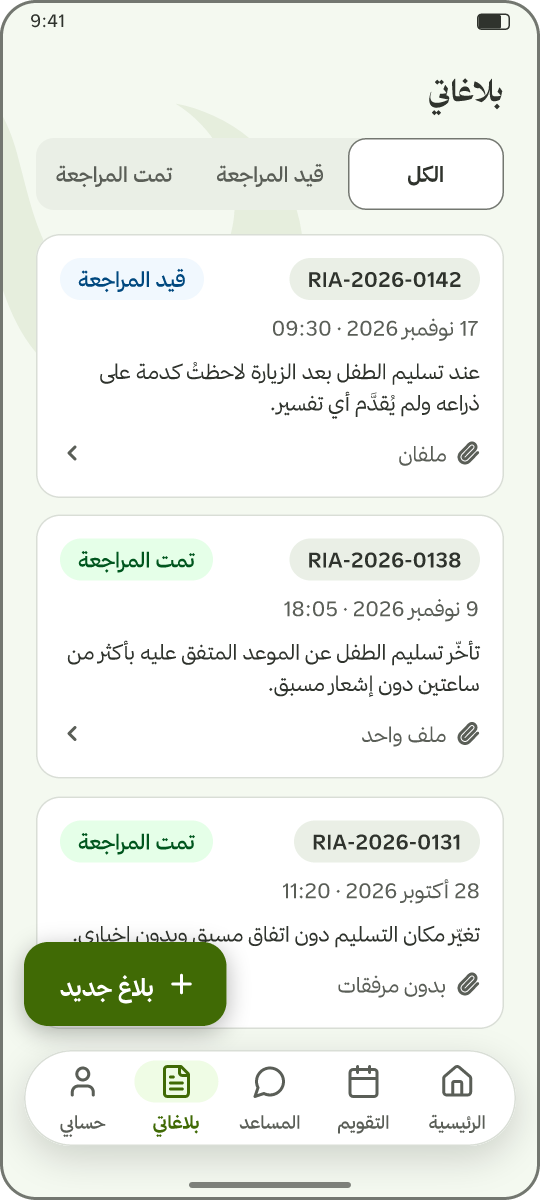 9:41
بلاغاتي
الكل
قيد المراجعة
تمت المراجعة
RIA-2026-0142
قيد المراجعة
17 نوفمبر 2026 · 09:30
عند تسليم الطفل بعد الزيارة لاحظتُ كدمة على
ذراعه ولم يُقدَّم أي تفسير.
ملفان
RIA-2026-0138
تمت المراجعة
9 نوفمبر 2026 · 18:05
تأخّر تسليم الطفل عن الموعد المتفق عليه بأكثر من
ساعتين دون إشعار مسبق.
ملف واحد
RIA-2026-0131
تمت المراجعة
28 أكتوبر 2026 · 11:20
تغيّر مكان التسليم دون اتفاق مسبق وبدون إخباري.
بدون مرفقات
+ بلاغ جديد
الرئيسية
التقويم
المساعد
بلاغاتي
حسابي